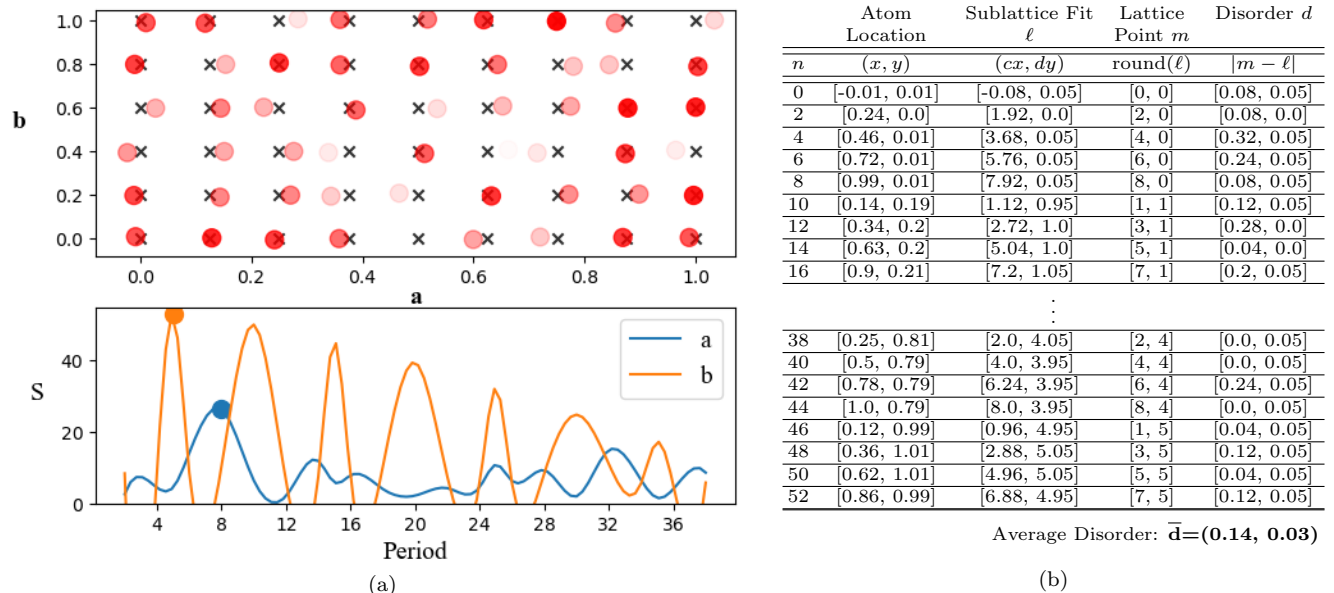 1.0
0.8
0.6
b
0.4
0.2
0.0
0.0 0.2 0.4 0.6 0.8 1.0
a
a
b
40
S
20
0
4 8 12 16 20 24 28 32 36
Period
(a)
Atom Sublattice Fit Lattice Disorder d
Location ℓ Point m
n (x, y) (cx, dy) round(ℓ) |m − ℓ|
0 [-0.01, 0.01] [-0.08, 0.05] [0, 0] [0.08, 0.05]
2 [0.24, 0.0] [1.92, 0.0] [2, 0] [0.08, 0.0]
4 [0.46, 0.01] [3.68, 0.05] [4, 0] [0.32, 0.05]
6 [0.72, 0.01] [5.76, 0.05] [6, 0] [0.24, 0.05]
8 [0.99, 0.01] [7.92, 0.05] [8, 0] [0.08, 0.05]
10 [0.14, 0.19] [1.12, 0.95] [1, 1] [0.12, 0.05]
12 [0.34, 0.2] [2.72, 1.0] [3, 1] [0.28, 0.0]
14 [0.63, 0.2] [5.04, 1.0] [5, 1] [0.04, 0.0]
16 [0.9, 0.21] [7.2, 1.05] [7, 1] [0.2, 0.05]
⋮
38 [0.25, 0.81] [2.0, 4.05] [2, 4] [0.0, 0.05]
40 [0.5, 0.79] [4.0, 3.95] [4, 4] [0.0, 0.05]
42 [0.78, 0.79] [6.24, 3.95] [6, 4] [0.24, 0.05]
44 [1.0, 0.79] [8.0, 3.95] [8, 4] [0.0, 0.05]
46 [0.12, 0.99] [0.96, 4.95] [1, 5] [0.04, 0.05]
48 [0.36, 1.01] [2.88, 5.05] [3, 5] [0.12, 0.05]
50 [0.62, 1.01] [4.96, 5.05] [5, 5] [0.04, 0.05]
52 [0.86, 0.99] [6.88, 4.95] [7, 5] [0.12, 0.05]
Average Disorder: d̅=(0.14, 0.03)
(b)